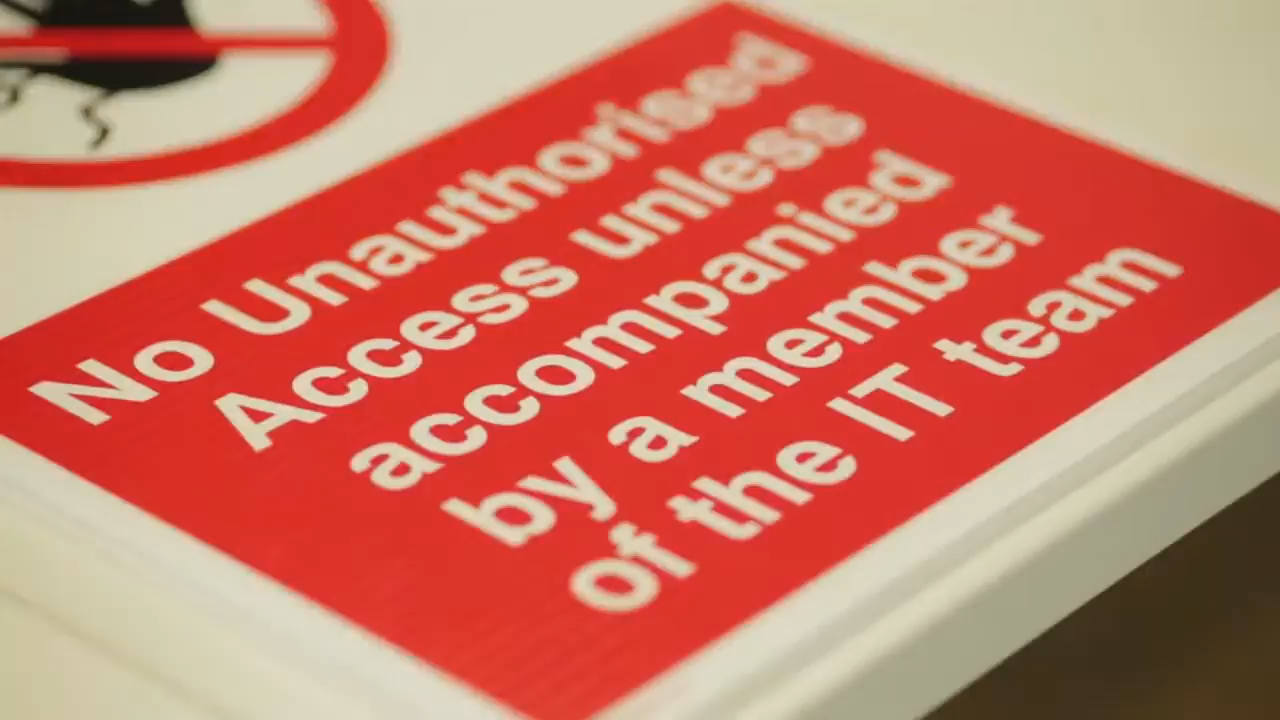 No Unauthorised
Access unless
accompanied
by a member
of the IT team